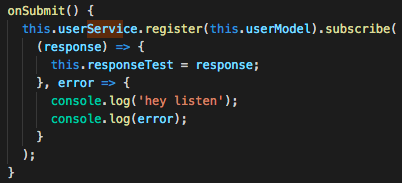 onSubmit() {
this.userService.register(this.userModel).subscribe(
(response) => {
this.responseTest = response;
}, error => {
console.log('hey listen');
console.log(error);
}
);
}